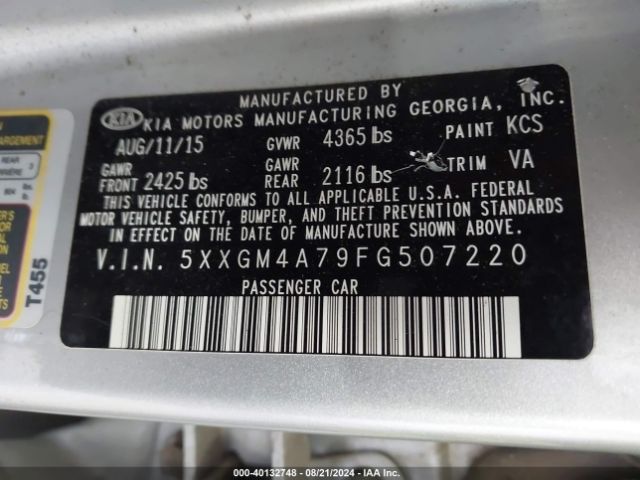 MANUFACTURED BY
KIA KIA MOTORS MANUFACTURING GEORGIA, INC.
AUG/11/15 GVWR 4365 lbs PAINT KCS
GAWR FRONT 2425 lbs GAWR REAR 2116 lbs TRIM VA
THIS VEHICLE CONFORMS TO ALL APPLICABLE U.S.A. FEDERAL
MOTOR VEHICLE SAFETY, BUMPER, AND THEFT PREVENTION STANDARDS
IN EFFECT ON THE DATE OF MANUFACTURE SHOWN ABOVE.
V.I.N. 5XXGM4A79FG507220
PASSENGER CAR
ARGEMENT
REAR
T455
000-40132748 - 08/21/2024 - IAA Inc.